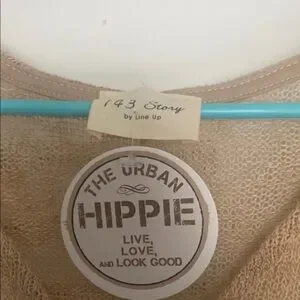 143 Story
by Line Up
THE URBAN
HIPPIE
LIVE,
LOVE,
AND LOOK GOOD